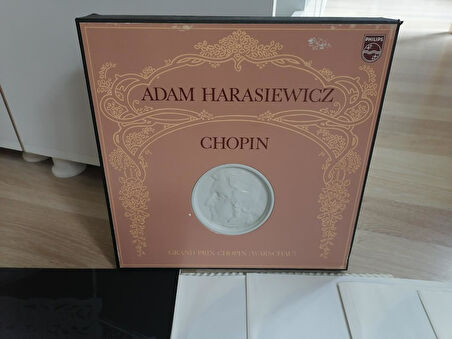 PHILIPS
ADAM HARASIEWICZ
CHOPIN
GRAND PRIX CHOPIN (WARSCHAU)